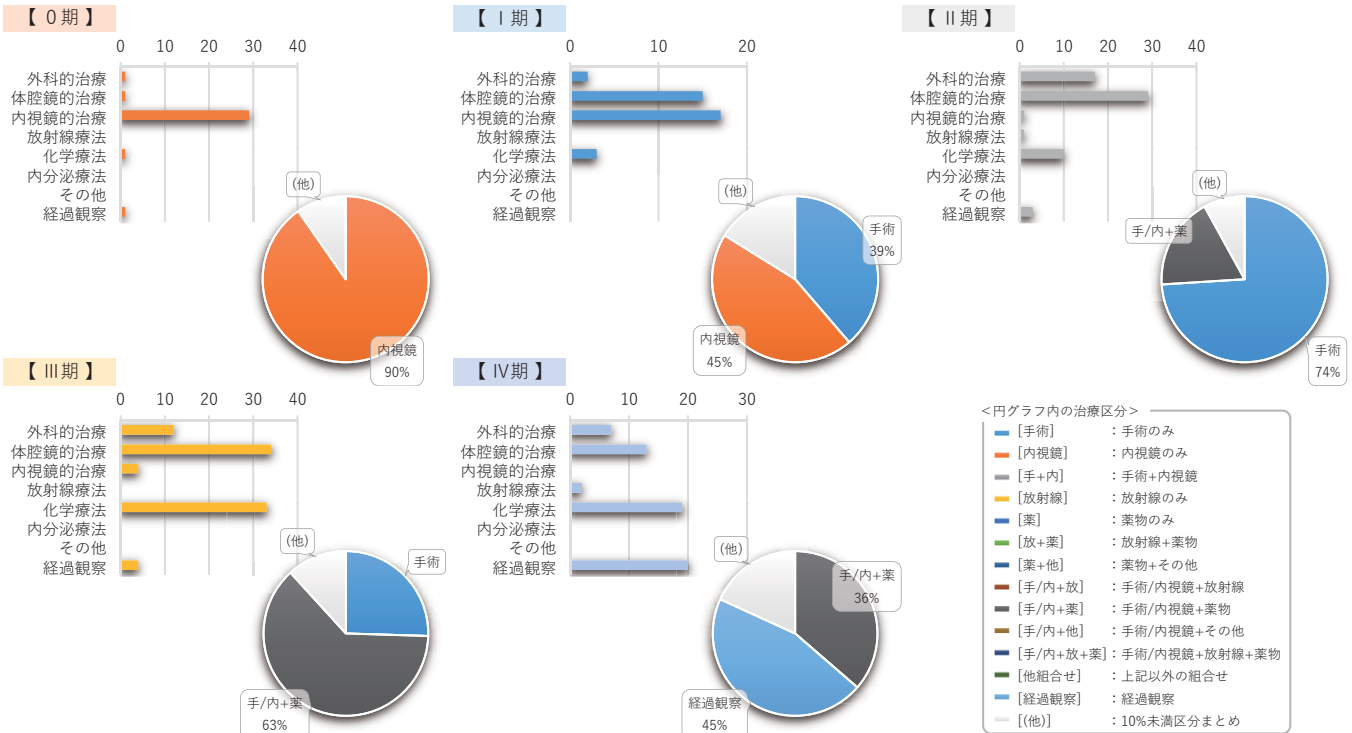 【 0期 】
0 10 20 30 40
外科的治療
体腔鏡的治療
内視鏡的治療
放射線療法
化学療法
内分泌療法
その他
経過観察
(他)
内視鏡
90%
【 I期 】
0 10 20
外科的治療
体腔鏡的治療
内視鏡的治療
放射線療法
化学療法
内分泌療法
その他
経過観察
(他)
手術
39%
内視鏡
45%
【 II期 】
0 10 20 30 40
外科的治療
体腔鏡的治療
内視鏡的治療
放射線療法
化学療法
内分泌療法
その他
経過観察
(他)
手/内+薬
手術
74%
【 III期 】
0 10 20 30 40
外科的治療
体腔鏡的治療
内視鏡的治療
放射線療法
化学療法
内分泌療法
その他
経過観察
(他)
手術
手/内+薬
63%
【 IV期 】
0 10 20 30
外科的治療
体腔鏡的治療
内視鏡的治療
放射線療法
化学療法
内分泌療法
その他
経過観察
(他)
手/内+薬
36%
経過観察
45%
<円グラフ内の治療区分>
[手術] :手術のみ
[内視鏡] :内視鏡のみ
[手+内] :手術+内視鏡
[放射線] :放射線のみ
[薬] :薬物のみ
[放+薬] :放射線+薬物
[薬+他] :薬物+その他
[手/内+放] :手術/内視鏡+放射線
[手/内+薬] :手術/内視鏡+薬物
[手/内+他] :手術/内視鏡+その他
[手/内+放+薬] :手術/内視鏡+放射線+薬物
[他組合せ] :上記以外の組合せ
[経過観察] :経過観察
[(他)] :10%未満区分まとめ